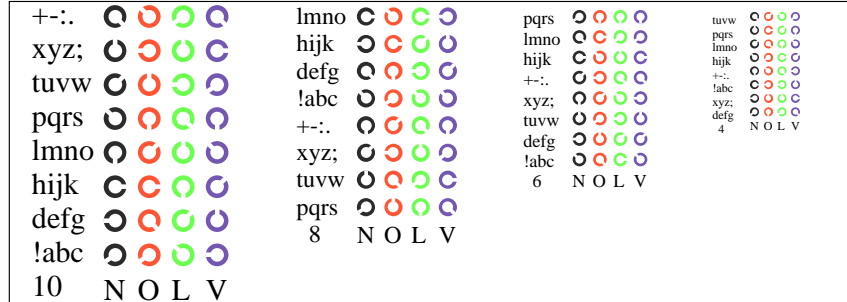 +-:.
xyz;
tuvw
pqrs
lmno
hijk
defg
!abc
10 N O L V
lmno
hijk
defg
!abc
+-:.
xyz;
tuvw
pqrs
8 N O L V
pqrs
lmno
hijk
+-:.
xyz;
tuvw
defg
!abc
6 N O L V
tuvw
pqrs
lmno
hijk
+-:.
!abc
xyz;
defg
4 N O L V